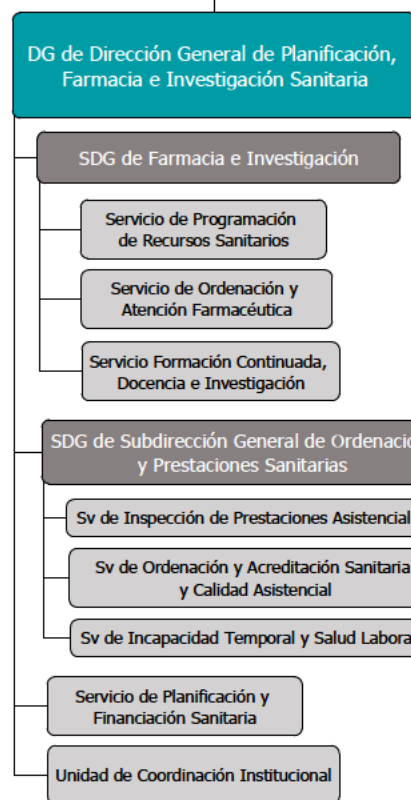 DG de Dirección General de Planificación,
Farmacia e Investigación Sanitaria
SDG de Farmacia e Investigación
Servicio de Programación
de Recursos Sanitarios
Servicio de Ordenación y
Atención Farmacéutica
Servicio Formación Continuada,
Docencia e Investigación
SDG de Subdirección General de Ordenació
y Prestaciones Sanitarias
Sv de Inspección de Prestaciones Asistencial
Sv de Ordenación y Acreditación Sanitaria
y Calidad Asistencial
Sv de Incapacidad Temporal y Salud Labora
Servicio de Planificación y
Financiación Sanitaria
Unidad de Coordinación Institucional